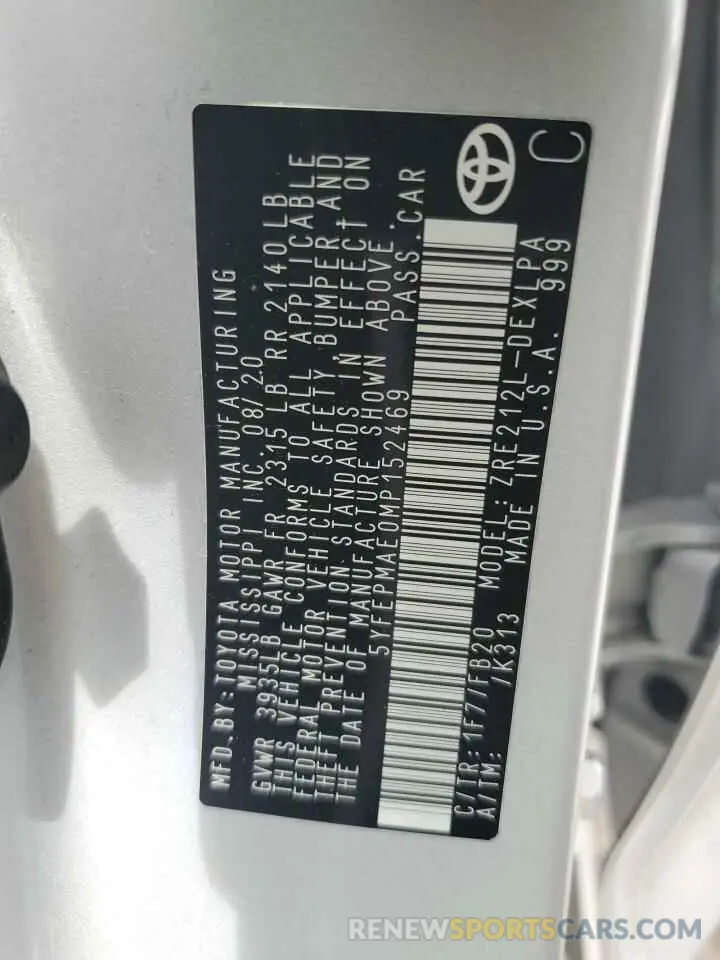 MFD. BY: TOYOTA MOTOR MANUFACTURING
MISSISSIPPI INC. 08/20
GVWR 3935LB GAWR FR 2315 LB RR 2140LB
THIS VEHICLE CONFORMS TO ALL APPLICABLE
FEDERAL MOTOR VEHICLE SAFETY, BUMPER, AND
THEFT PREVENTION STANDARDS IN EFFECT ON
THE DATE OF MANUFACTURE SHOWN ABOVE.
5YFEPMAE0MP152469 PASS. CAR
C/TR: 1F7/FB20 MODEL: ZRE212L-DEXLPA
A/TM: /K313 MADE IN U.S.A. 999
C
RENEWSPORTSCARS.COM